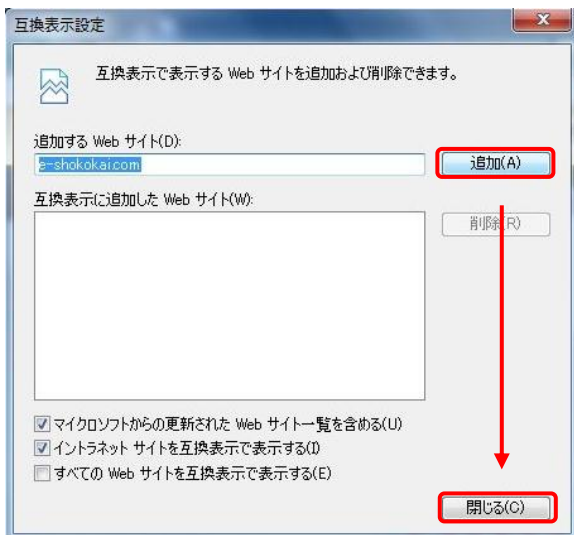 互換表示設定
互換表示で表示する Web サイトを追加および削除できます。
追加する Web サイト(D):
e-shokokai.com
追加(A)
互換表示に追加した Web サイト(W):
削除(R)
マイクロソフトからの更新された Web サイト一覧を含める(U)
イントラネット サイトを互換表示で表示する(I)
すべての Web サイトを互換表示で表示する(E)
閉じる(C)